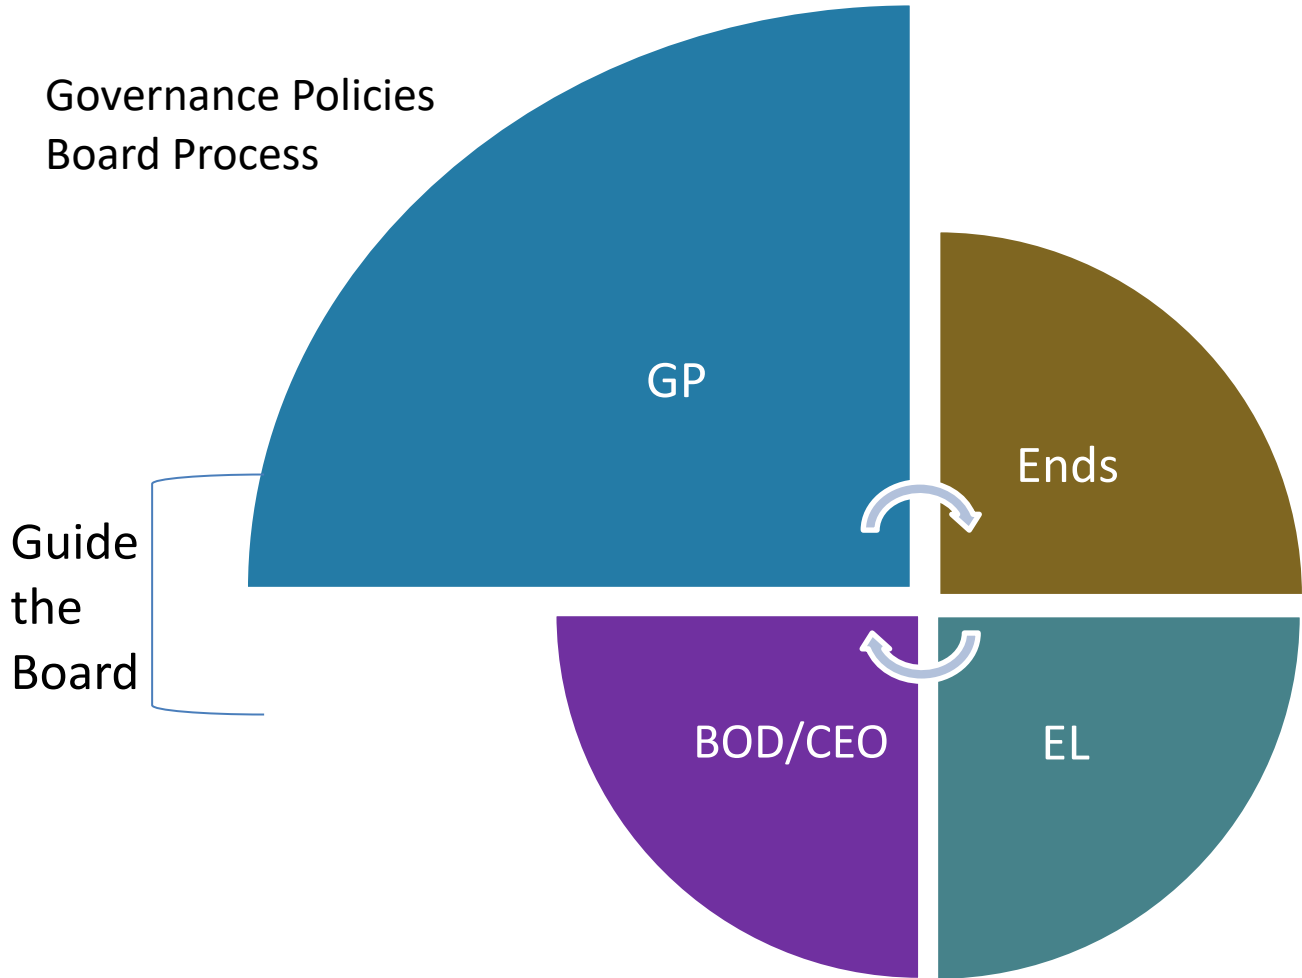 Governance Policies
Board Process
GP
Ends
Guide
the
Board
BOD/CEO
EL